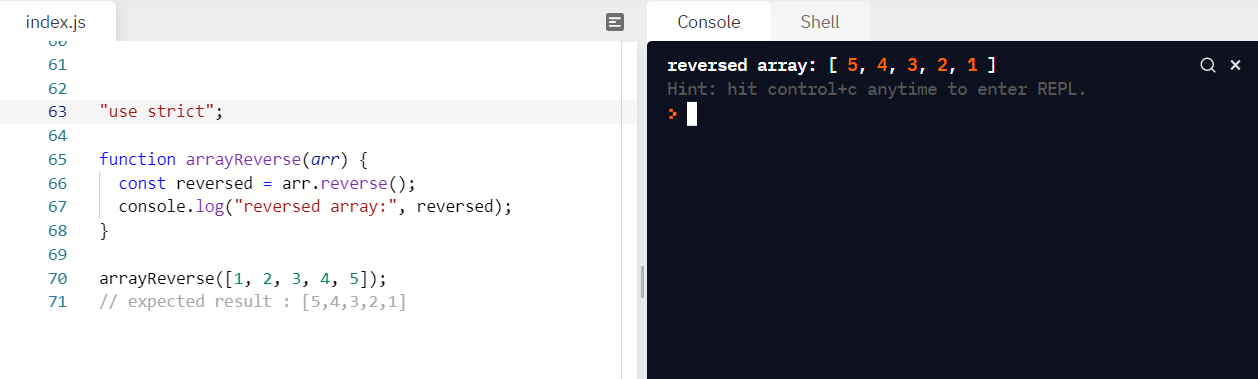 index.js
60
61
62
63 "use strict";
64
65 function arrayReverse(arr) {
66 const reversed = arr.reverse();
67 console.log("reversed array:", reversed);
68 }
69
70 arrayReverse([1, 2, 3, 4, 5]);
71 // expected result : [5,4,3,2,1]
Console Shell
reversed array: [ 5, 4, 3, 2, 1 ]
Hint: hit control+c anytime to enter REPL.
>